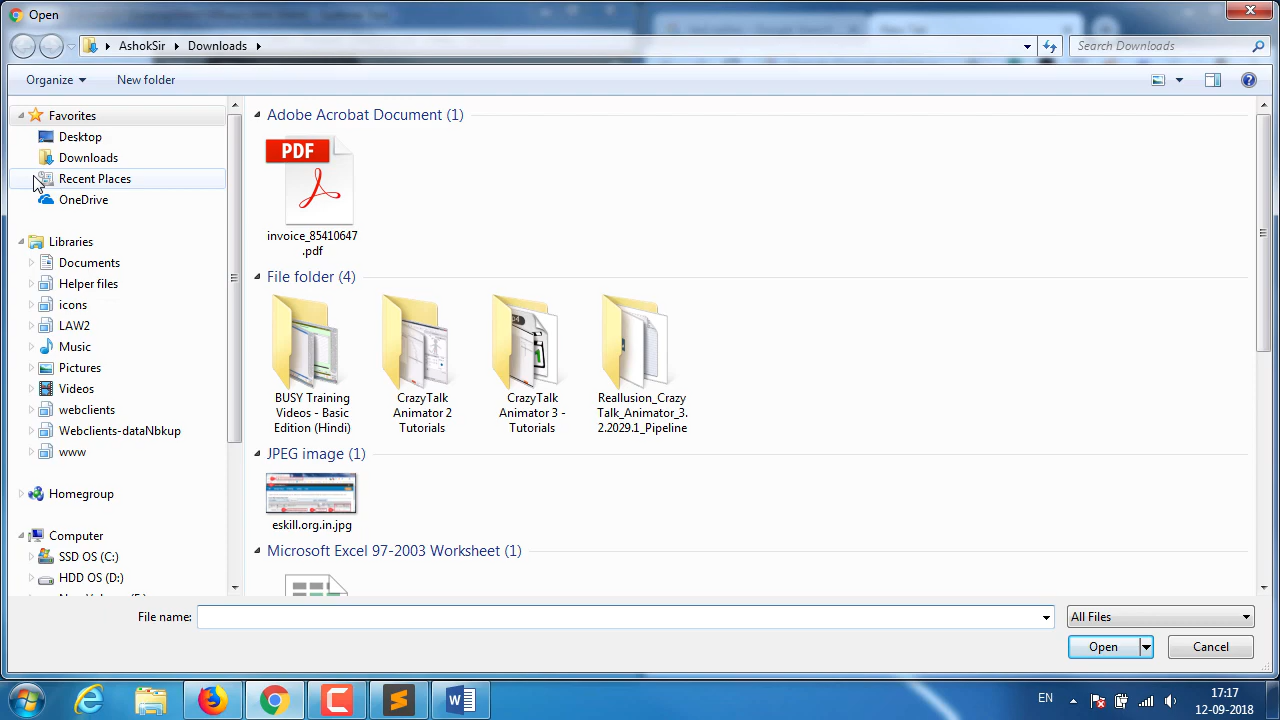 Open
AshokSir Downloads
Search Downloads
Organize New folder
Favorites
Desktop
Downloads
Recent Places
OneDrive
Libraries
Documents
Helper files
icons
LAW2
Music
Pictures
Videos
webclients
Webclients-dataNbkup
www
Homegroup
Computer
SSD OS (C:)
HDD OS (D:)
Adobe Acrobat Document (1)
PDF
invoice_85410647
.pdf
File folder (4)
BUSY Training
Videos - Basic
Edition (Hindi)
CrazyTalk
Animator 2
Tutorials
CrazyTalk
Animator 3 -
Tutorials
Reallusion_Crazy
Talk_Animator_3.
2.2029.1_Pipeline
JPEG image (1)
eskill.org.in.jpg
Microsoft Excel 97-2003 Worksheet (1)
File name:
All Files
Open Cancel
EN
17:17
12-09-2018